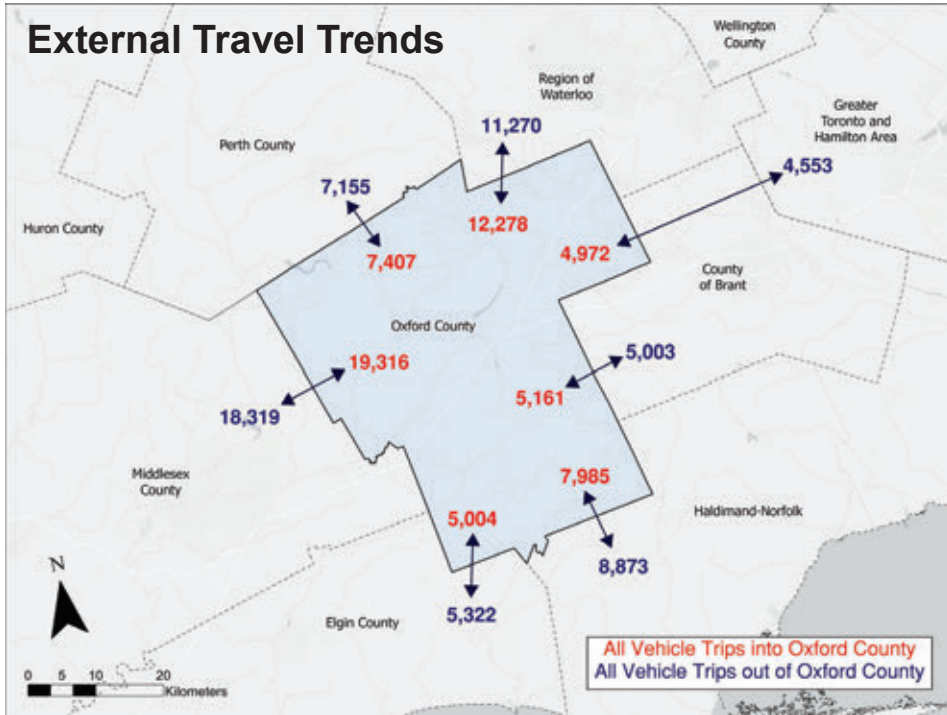 External Travel Trends
Wellington
County
Region of
Waterloo
Greater
Toronto and
Hamilton Area
11,270
Perth County
4,553
7,155
12,278
Huron County
7,407
4,972
County
of Brant
Oxford County
19,316
5,003
5,161
18,319
Middlesex
County
7,985
Haldimand-Norfolk
5,004
8,873
N
5,322
Elgin County
All Vehicle Trips into Oxford County
All Vehicle Trips out of Oxford County
0 5 10 20
Kilometers